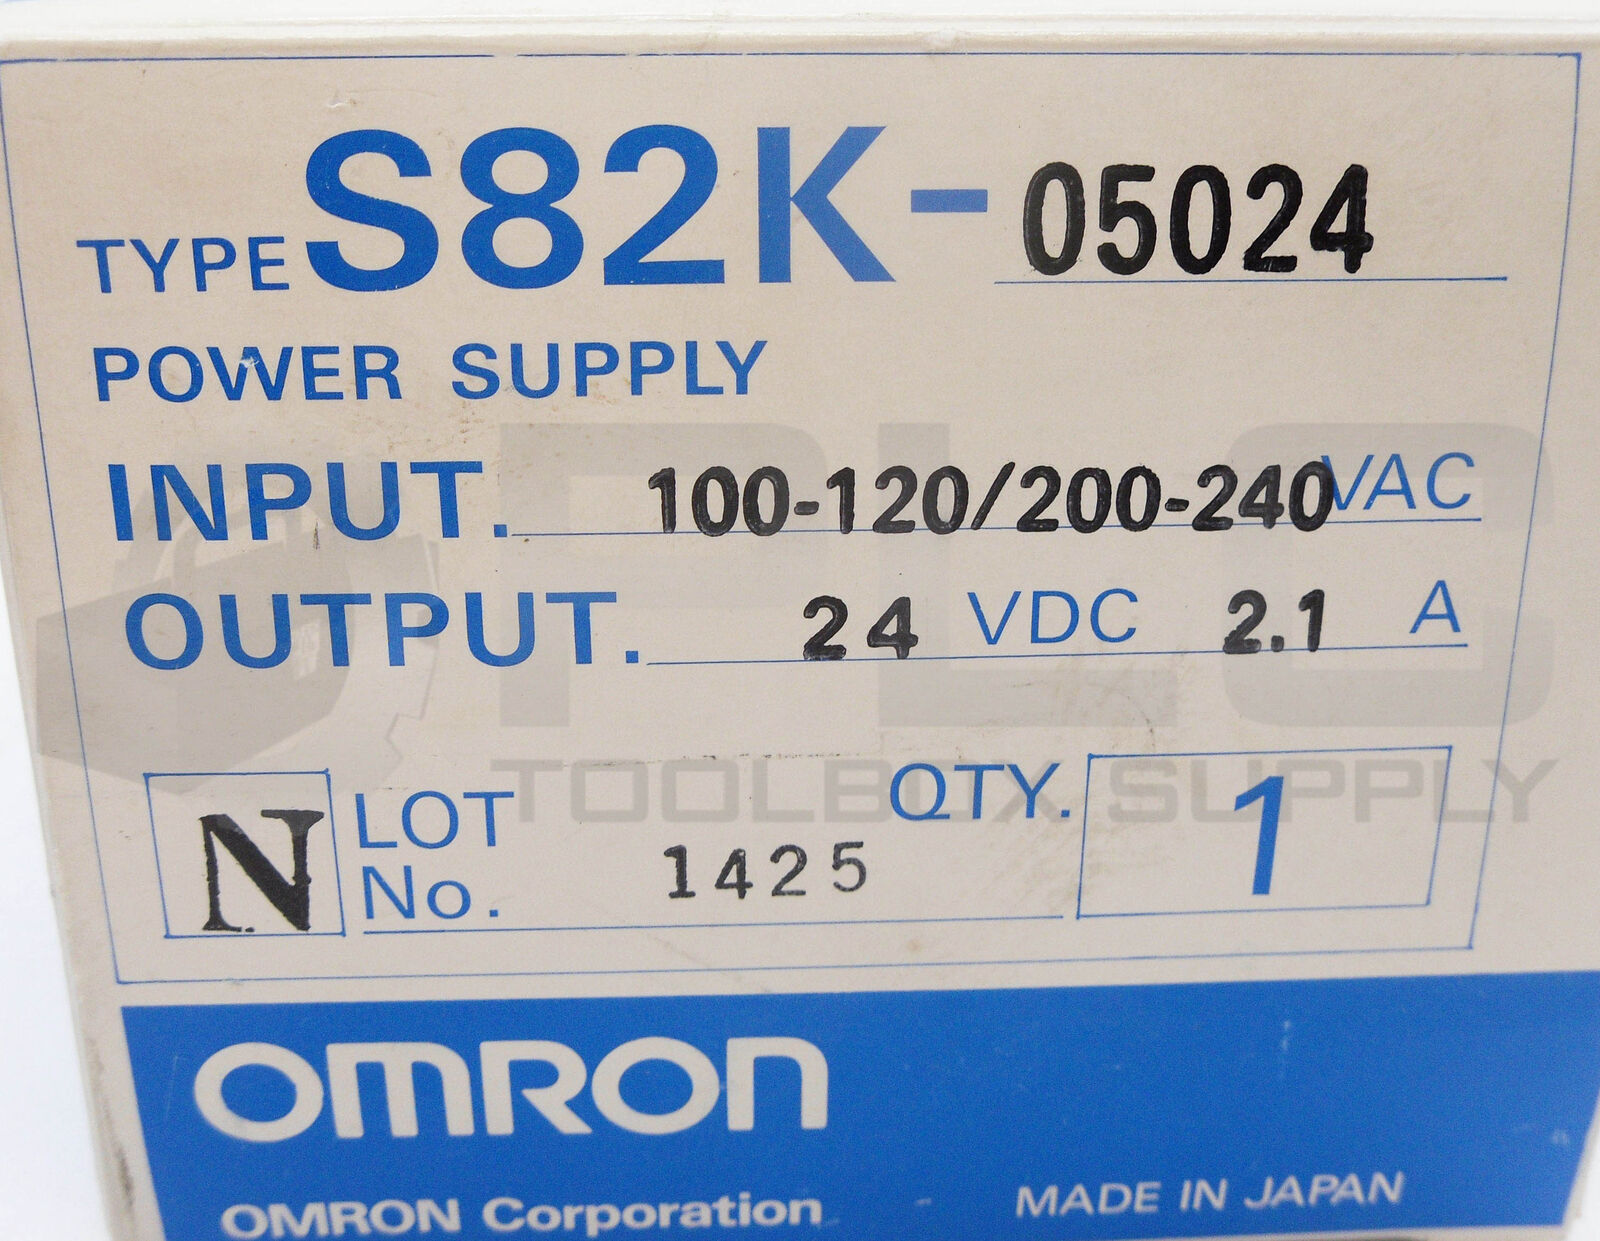 TYPE S82K-05024
POWER SUPPLY
INPUT. 100-120/200-240 VAC
OUTPUT. 24 VDC 2.1 A
N LOT No. 1425 QTY. 1
PLC
TOOLBOX SUPPLY
OMRON
OMRON Corporation
MADE IN JAPAN